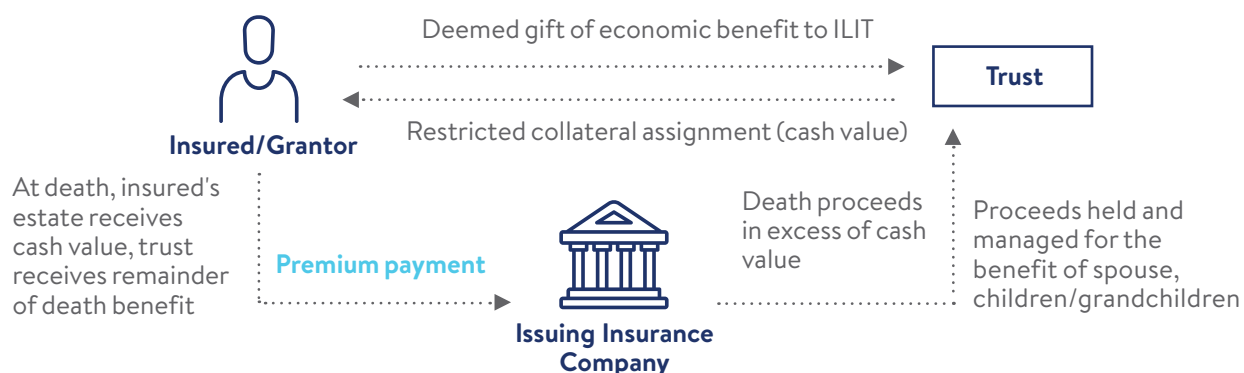 Deemed gift of economic benefit to ILIT
Trust
Restricted collateral assignment (cash value)
Insured/Grantor
At death, insured's
estate receives
cash value, trust
receives remainder
of death benefit
Premium payment
Issuing Insurance
Company
Death proceeds
in excess of cash
value
Proceeds held and
managed for the
benefit of spouse,
children/grandchildren